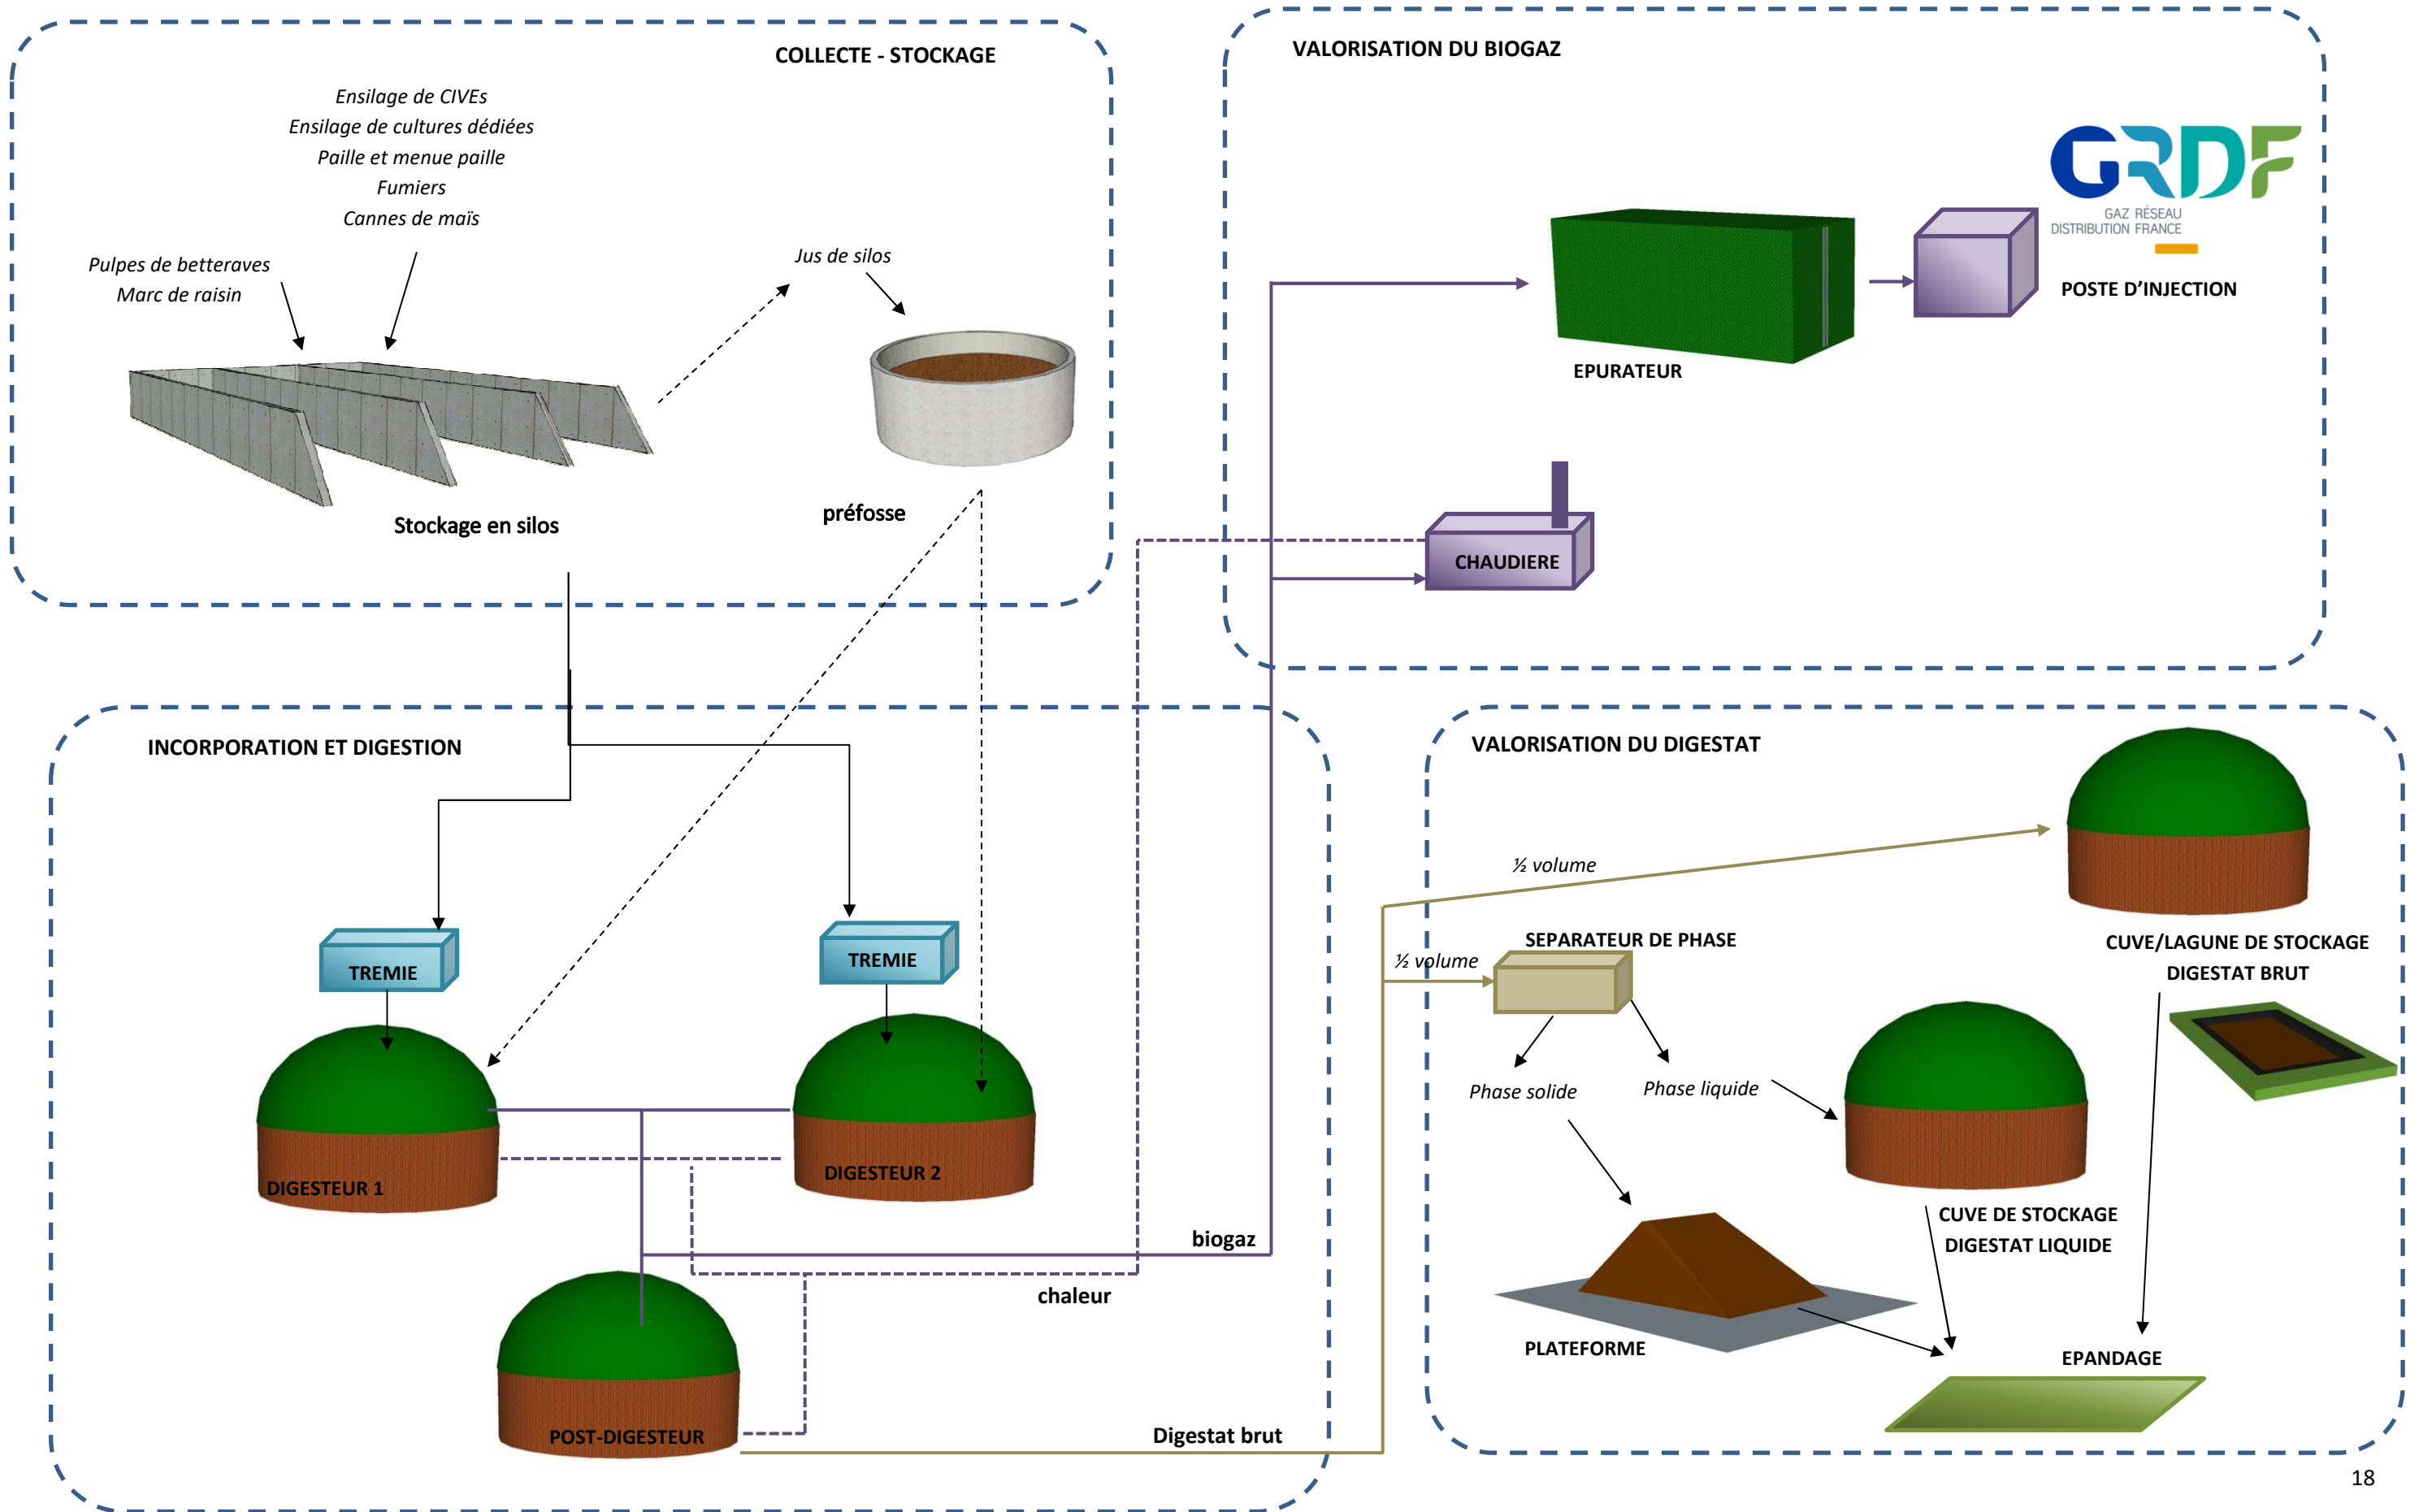 COLLECTE - STOCKAGE
Ensilage de CIVEs
Ensilage de cultures dédiées
Paille et menue paille
Fumiers
Cannes de maïs
Pulpes de betteraves
Marc de raisin
Jus de silos
Stockage en silos
préfosse
VALORISATION DU BIOGAZ
GRDF
GAZ RÉSEAU
DISTRIBUTION FRANCE
POSTE D'INJECTION
EPURATEUR
CHAUDIERE
INCORPORATION ET DIGESTION
TREMIE
TREMIE
DIGESTEUR 1
DIGESTEUR 2
biogaz
chaleur
POST-DIGESTEUR
Digestat brut
VALORISATION DU DIGESTAT
½ volume
SEPARATEUR DE PHASE
½ volume
CUVE/LAGUNE DE STOCKAGE
DIGESTAT BRUT
Phase solide
Phase liquide
CUVE DE STOCKAGE
DIGESTAT LIQUIDE
PLATEFORME
EPANDAGE
18